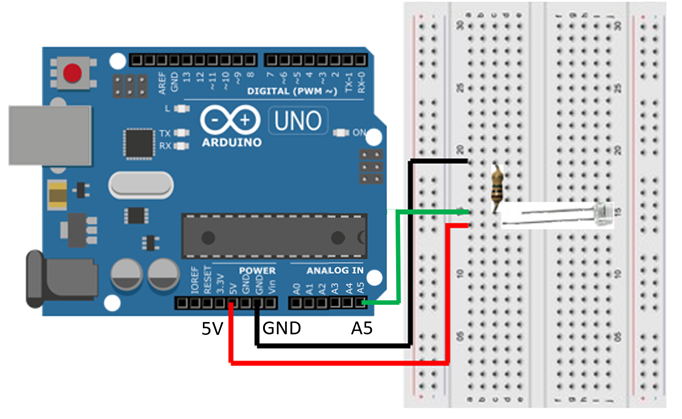 a b c d e
f g h i j
30
30
AREF
GND
13
12
~11
~10
~9
8
7
~6
~5
~4
~3
2
TX-1
RX-0
DIGITAL (PWM ~)
25
25
L
TX
RX
UNO
ARDUINO
ON
20
20
15
15
IOREF
RESET
3.3V
5V
GND
GND
Vin
POWER
ANALOG IN
A0
A1
A2
A3
A4
A5
10
10
5V
GND
A5
05
05
a b c d e
f g h i j